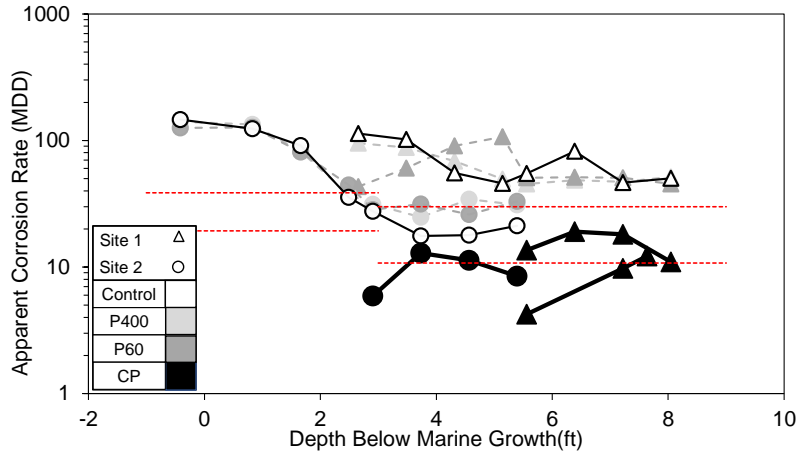 1000
100
10
1
Apparent Corrosion Rate (MDD)
Site 1
Site 2
Control
P400
P60
CP
-2 0 2 4 6 8 10
Depth Below Marine Growth(ft)